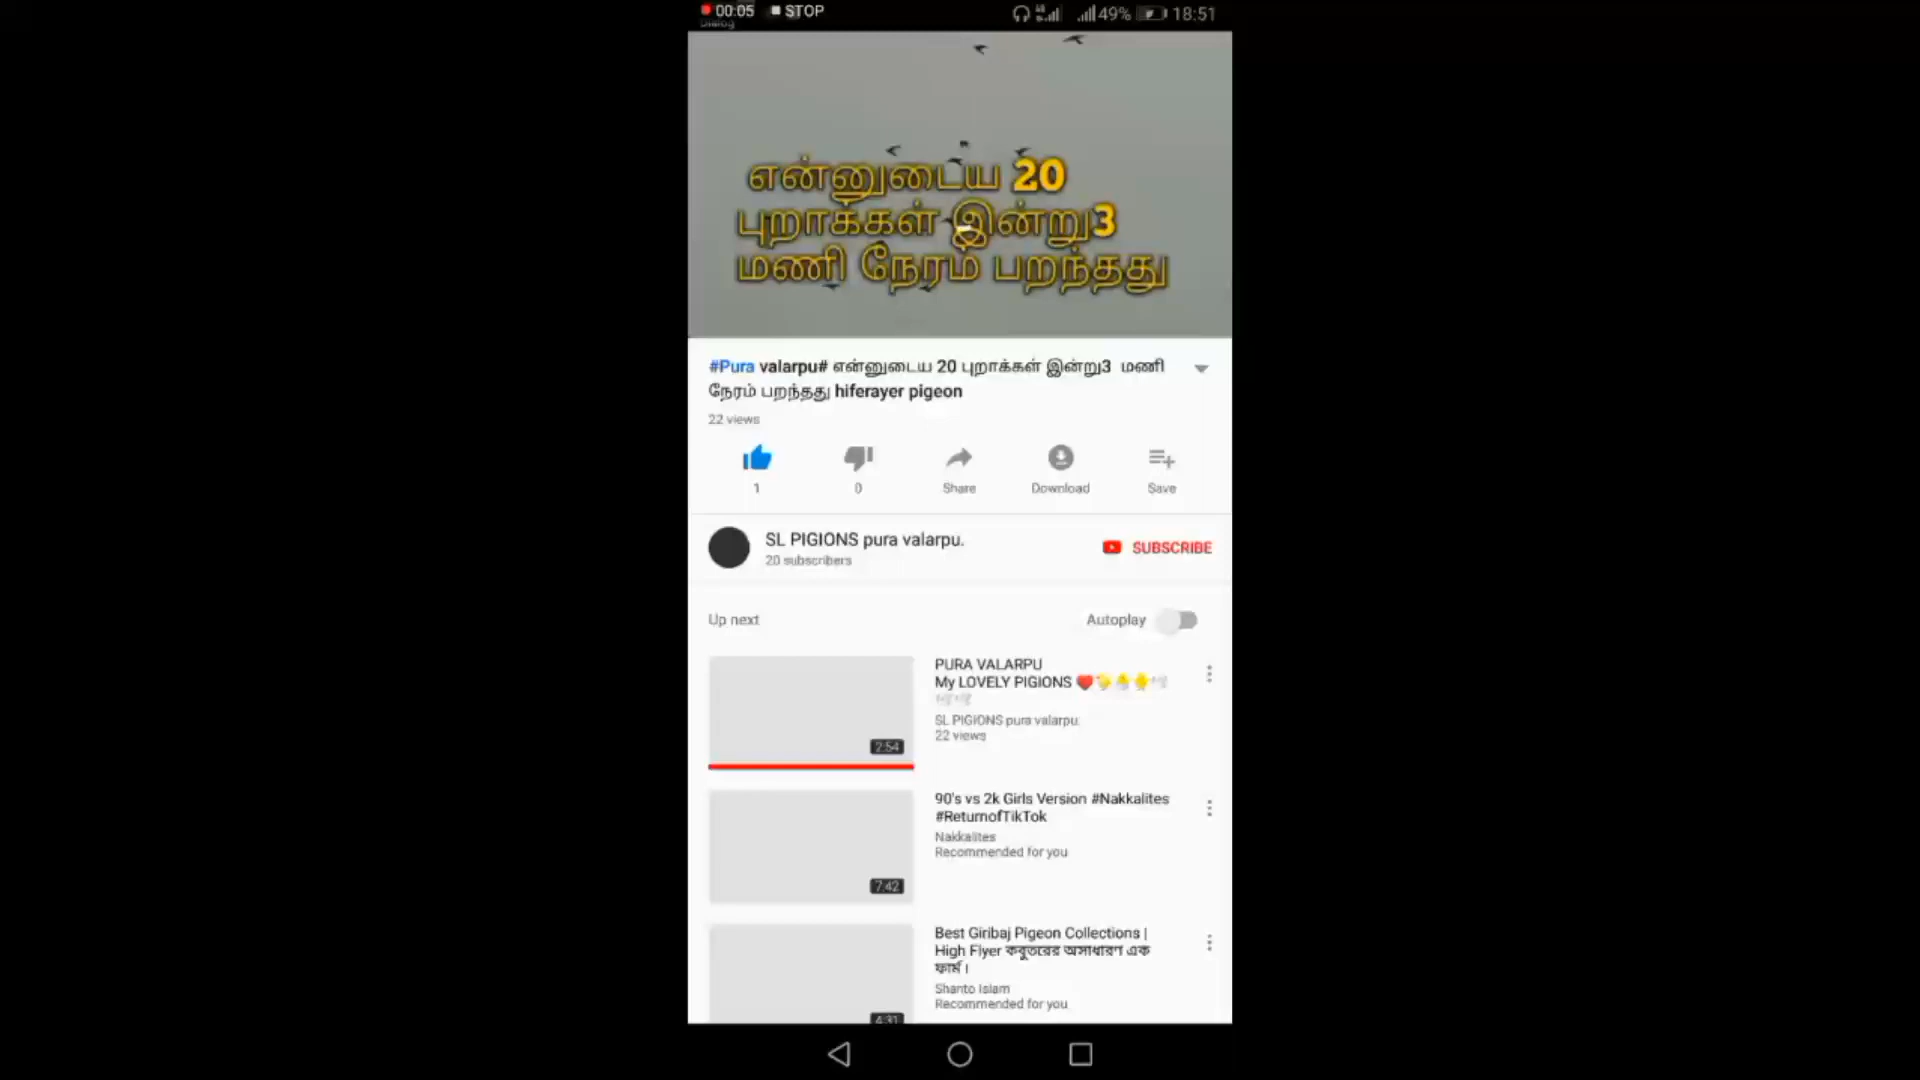 00:05 STOP 49% 18:51
Dialog
என்னுடைய 20
புறாக்கள் இன்று3
மணி நேரம் பறந்தது
#Pura valarpu# என்னுடைய 20 புறாக்கள் இன்று3 மணி
நேரம் பறந்தது hiferayer pigeon
22 views
1 0 Share Download Save
SL PIGIONS pura valarpu.
20 subscribers
SUBSCRIBE
Up next Autoplay
PURA VALARPU
My LOVELY PIGIONS
SL PIGIONS pura valarpu.
22 views
2:54
90's vs 2k Girls Version #Nakkalites
#ReturnofTikTok
Nakkalites
Recommended for you
7:42
Best Giribaj Pigeon Collections |
High Flyer কবুতরের অসাধারণ এক
ফার্ম।
Shanto Islam
Recommended for you
4:31